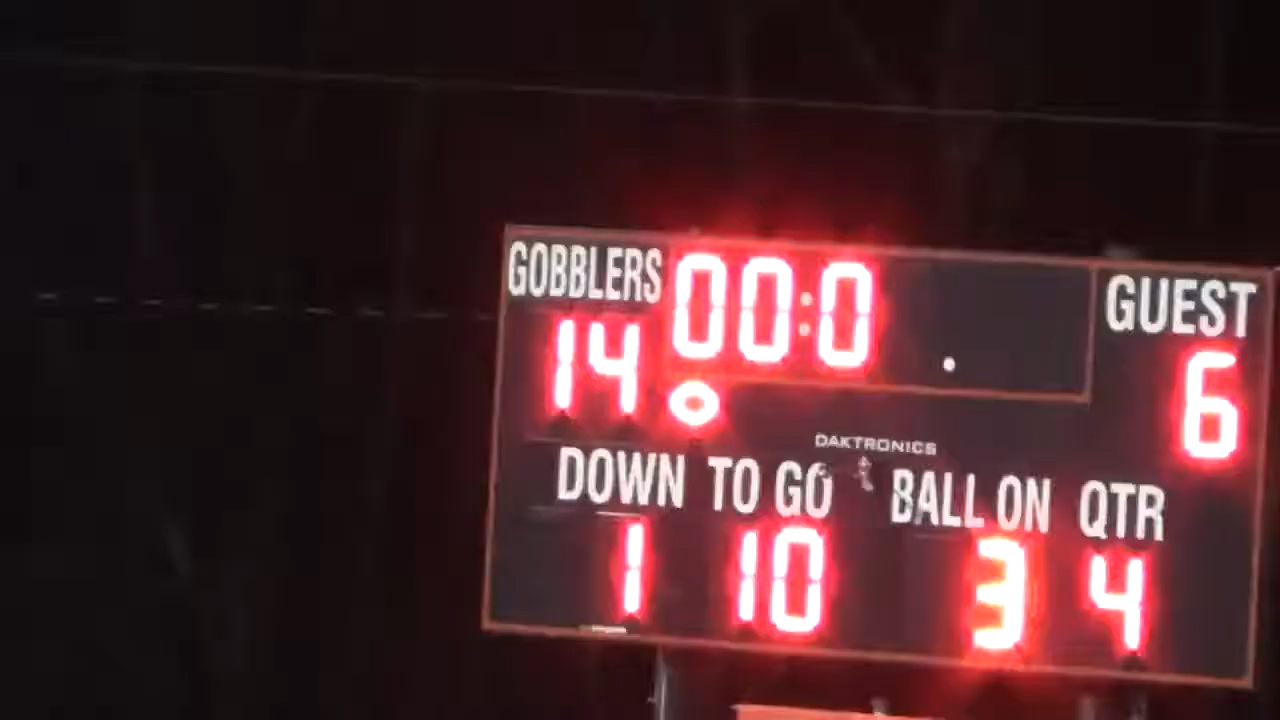 GOBBLERS 00:0 . GUEST
14 6
DAKTRONICS
DOWN TO GO BALL ON QTR
1 10 3 4